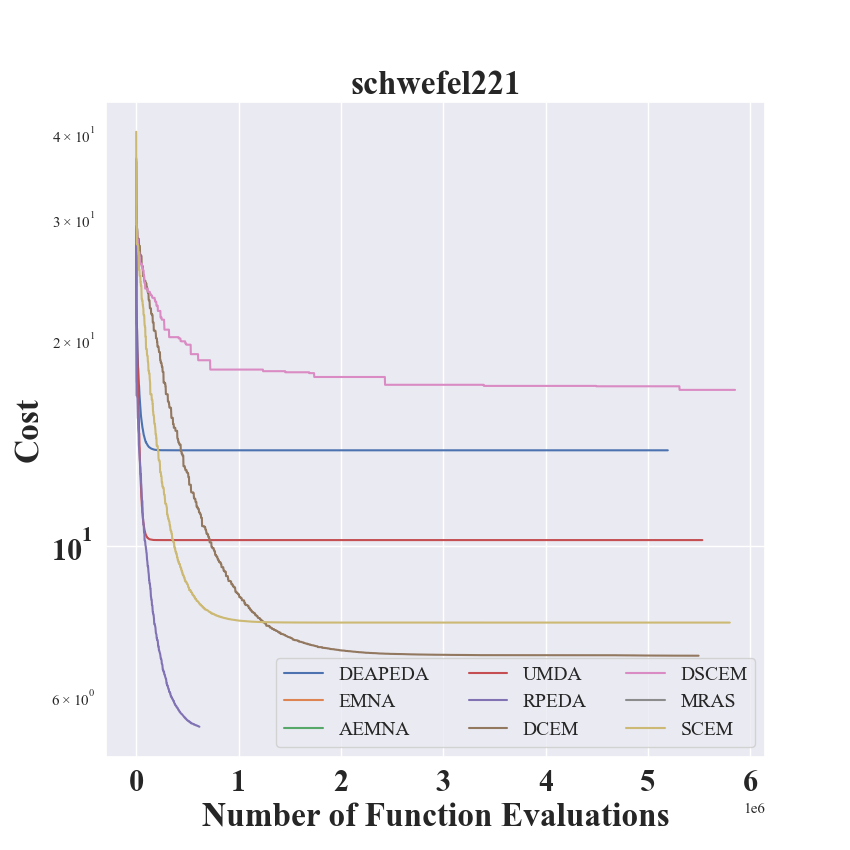 schwefel221
4 × 10¹
3 × 10¹
2 × 10¹
10¹
6 × 10⁰
Cost
DEAPEDA UMDA DSCEM
EMNA RPEDA MRAS
AEMNA DCEM SCEM
0 1 2 3 4 5 6
1e6
Number of Function Evaluations